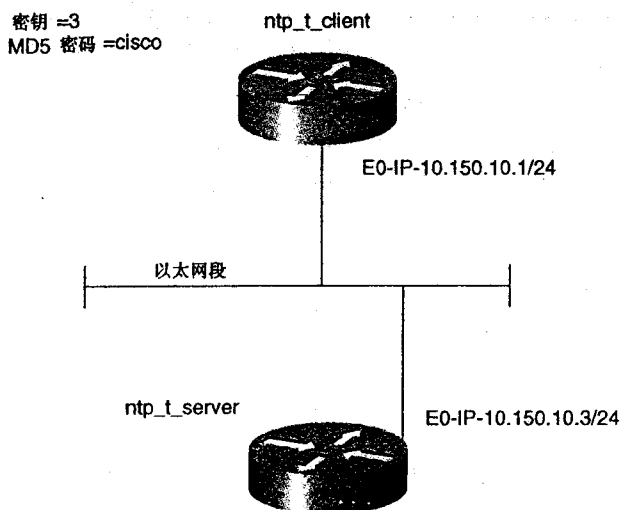 密钥 =3
MD5 密码 =cisco
ntp_t_client
E0-IP-10.150.10.1/24
以太网段
ntp_t_server
E0-IP-10.150.10.3/24